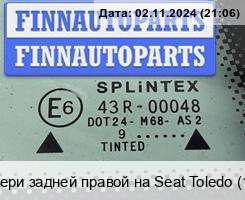 Дата: 02.11.2024 (21:06)
FINNAUTOPARTS
FINNAUTOPARTS
SPLINTEX
E6 43R-00048
DOT24-M68-AS2
9 .....
TINTED
ери задней правой на Seat Toledo (